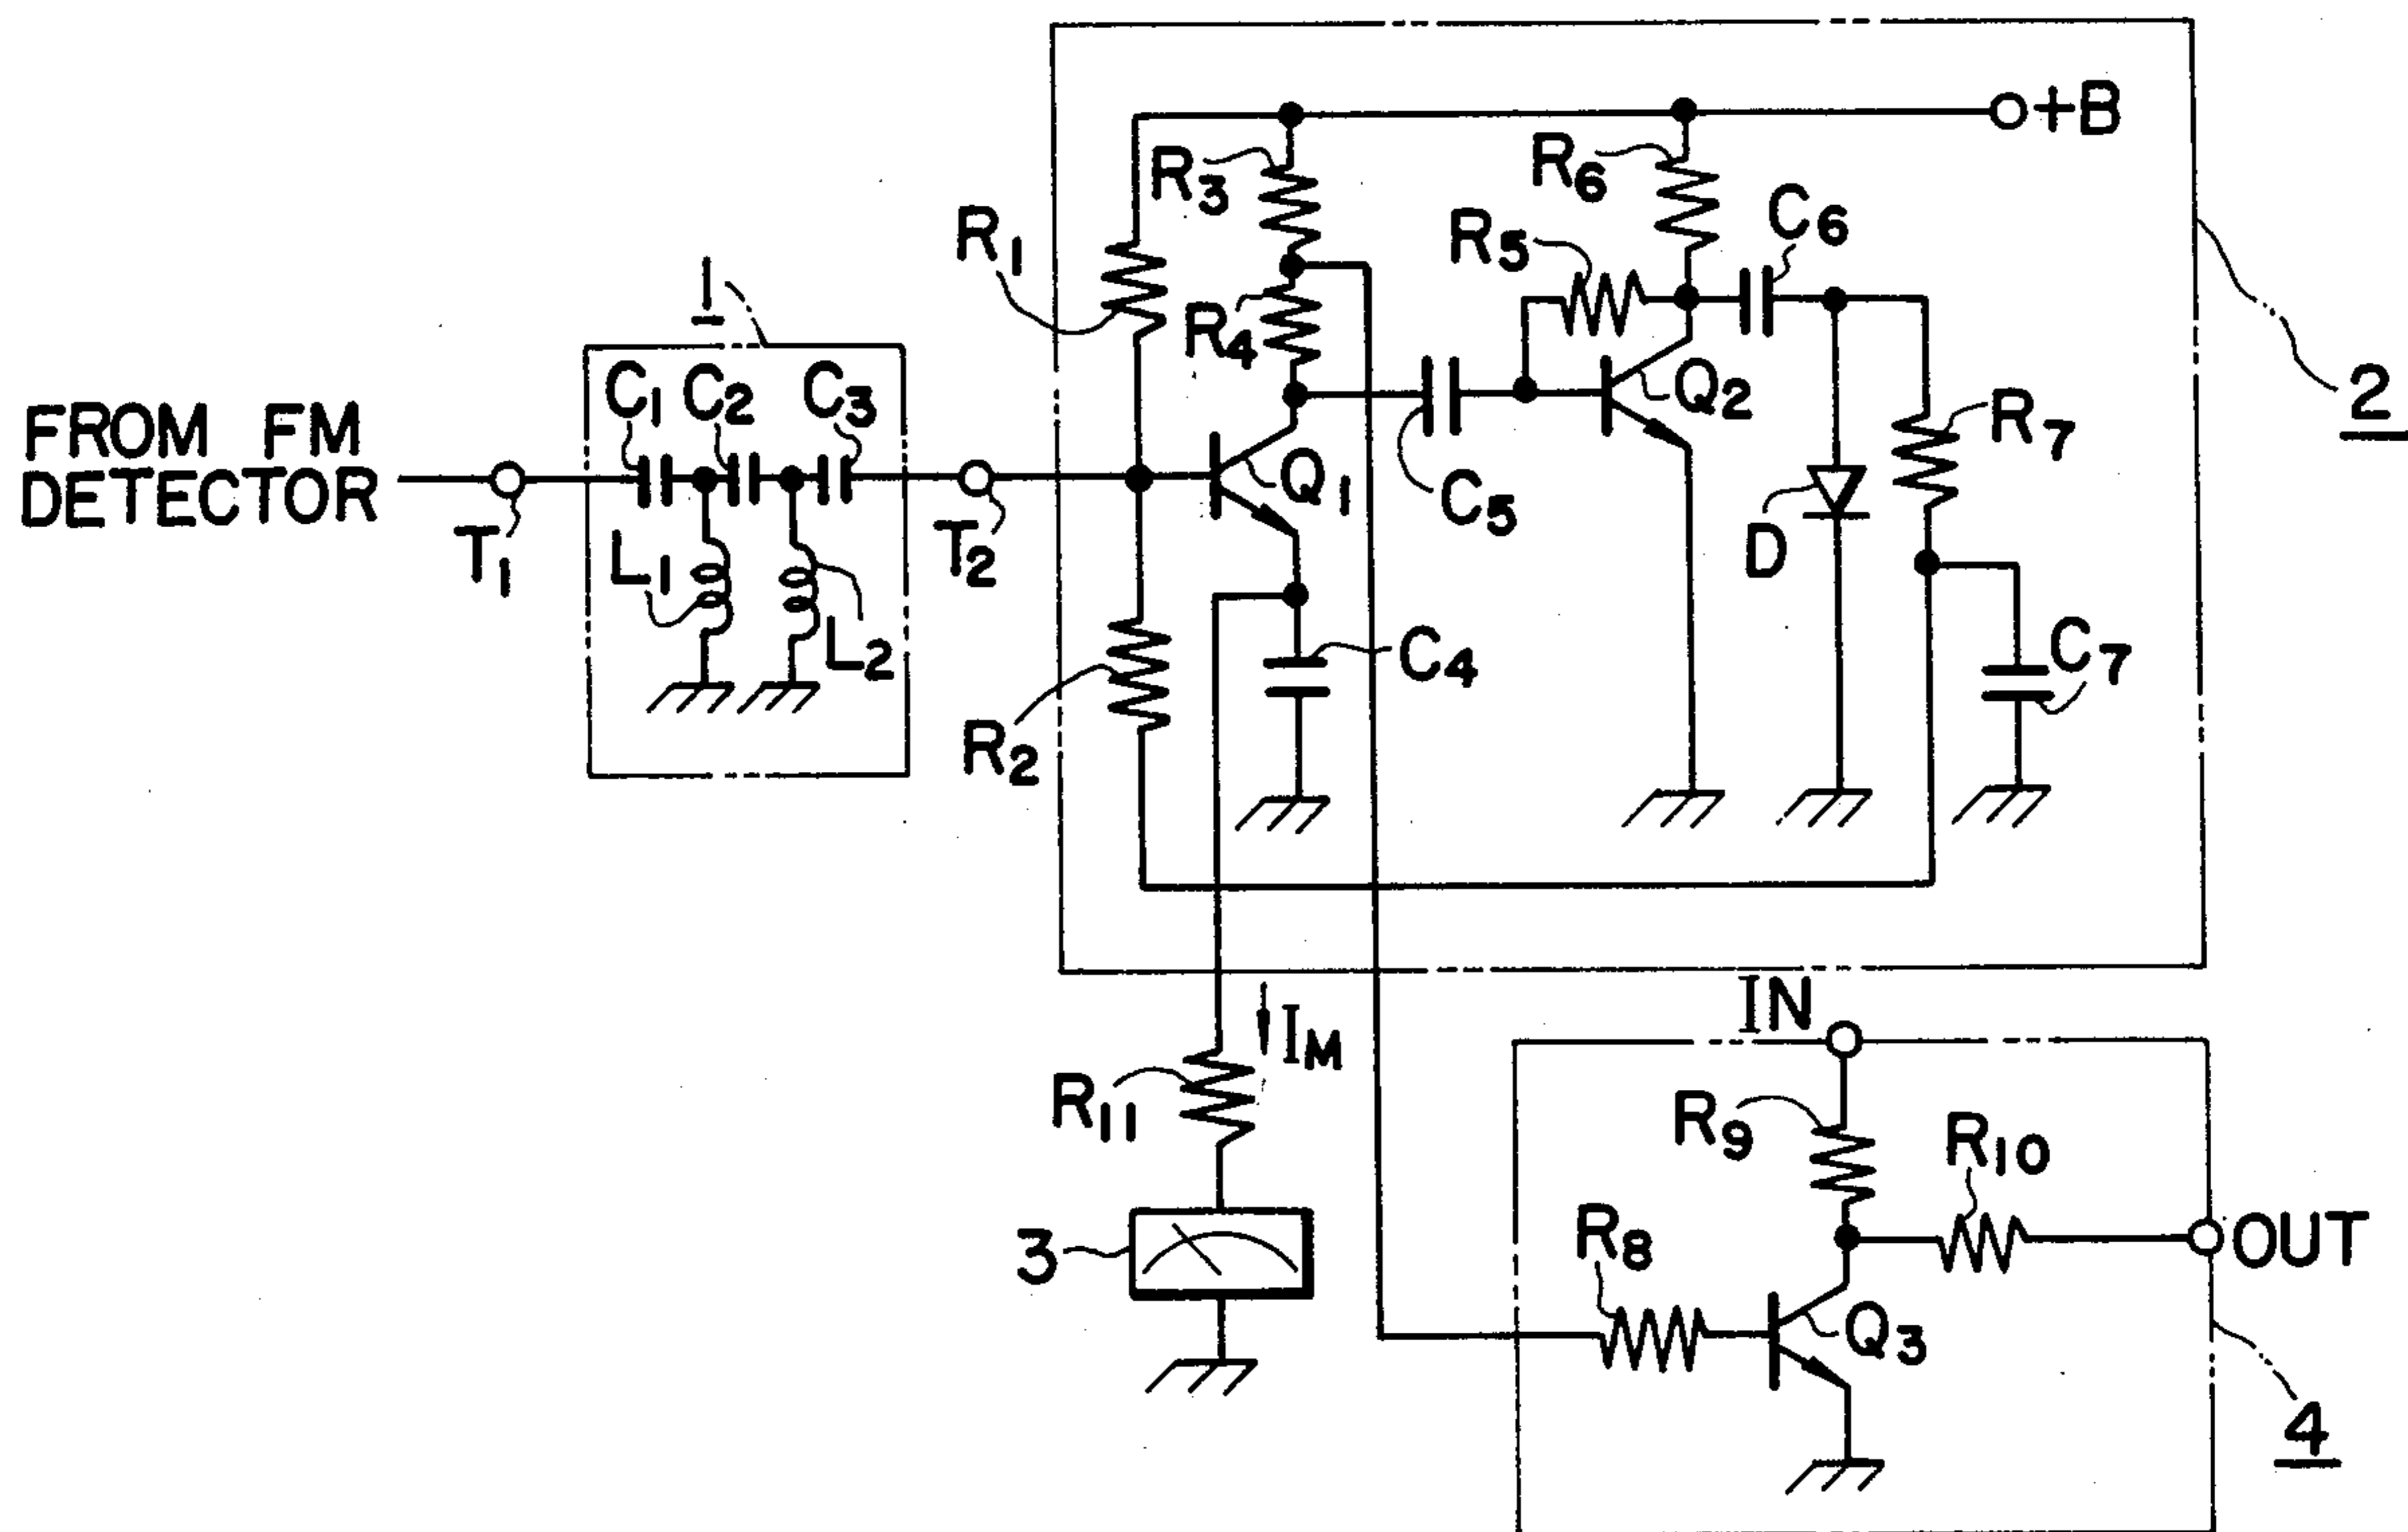 +B
R3
R6
C6
R5
R1
1
R4
C1 C2 C3
Q2
R7
2
FROM FM
DETECTOR
T1
T2
Q1
C5
D
L1
L2
C4
C7
R2
IN
IM
R11
R9
R10
R8
3
OUT
Q3
4